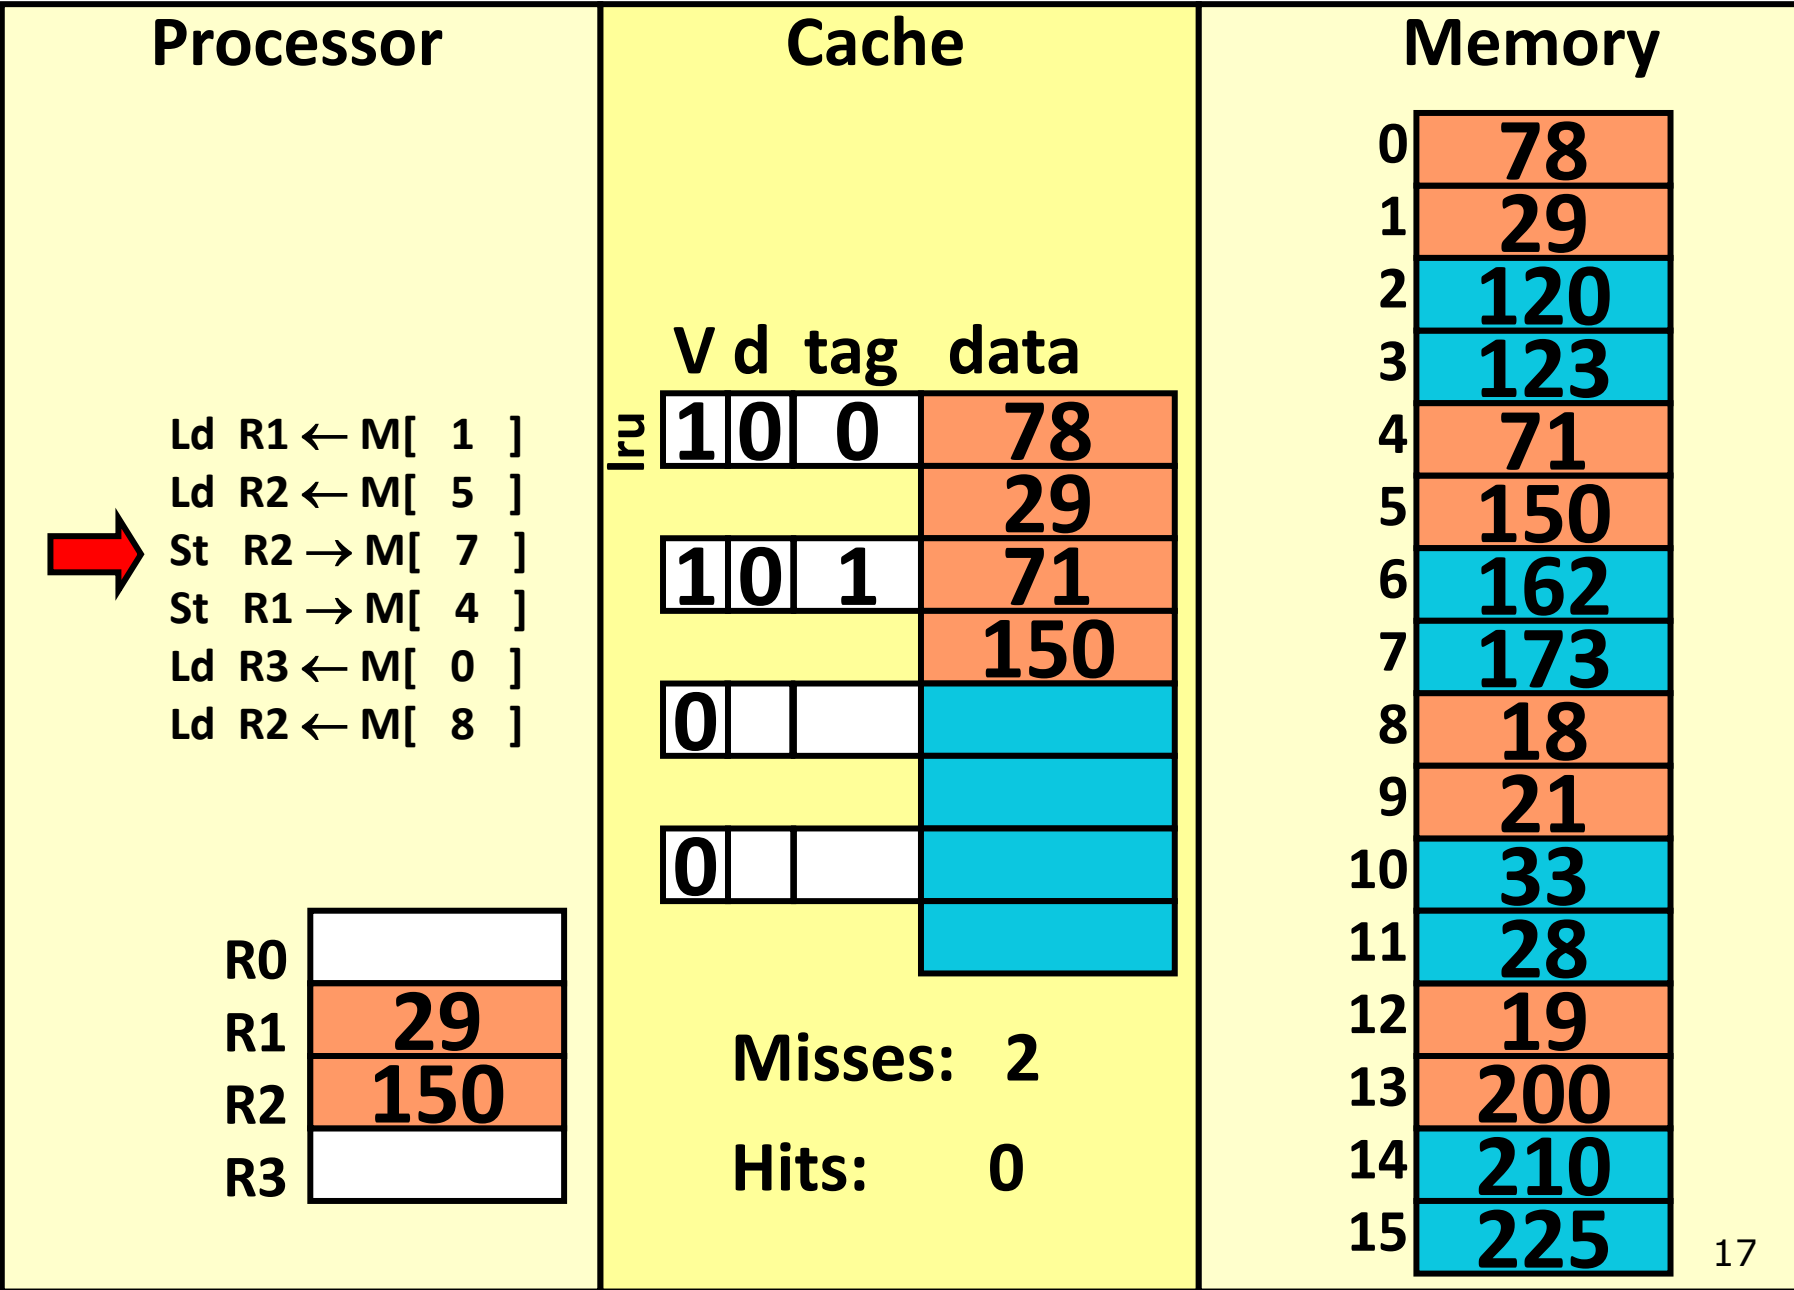 Processor
Ld R1 ← M[ 1 ]
Ld R2 ← M[ 5 ]
St R2 → M[ 7 ]
St R1 → M[ 4 ]
Ld R3 ← M[ 0 ]
Ld R2 ← M[ 8 ]
R0
R1 29
R2 150
R3
Cache
V d tag data
lru 1 0 0 78
29
1 0 1 71
150
0
0
Misses: 2
Hits: 0
Memory
0 78
1 29
2 120
3 123
4 71
5 150
6 162
7 173
8 18
9 21
10 33
11 28
12 19
13 200
14 210
15 225
17